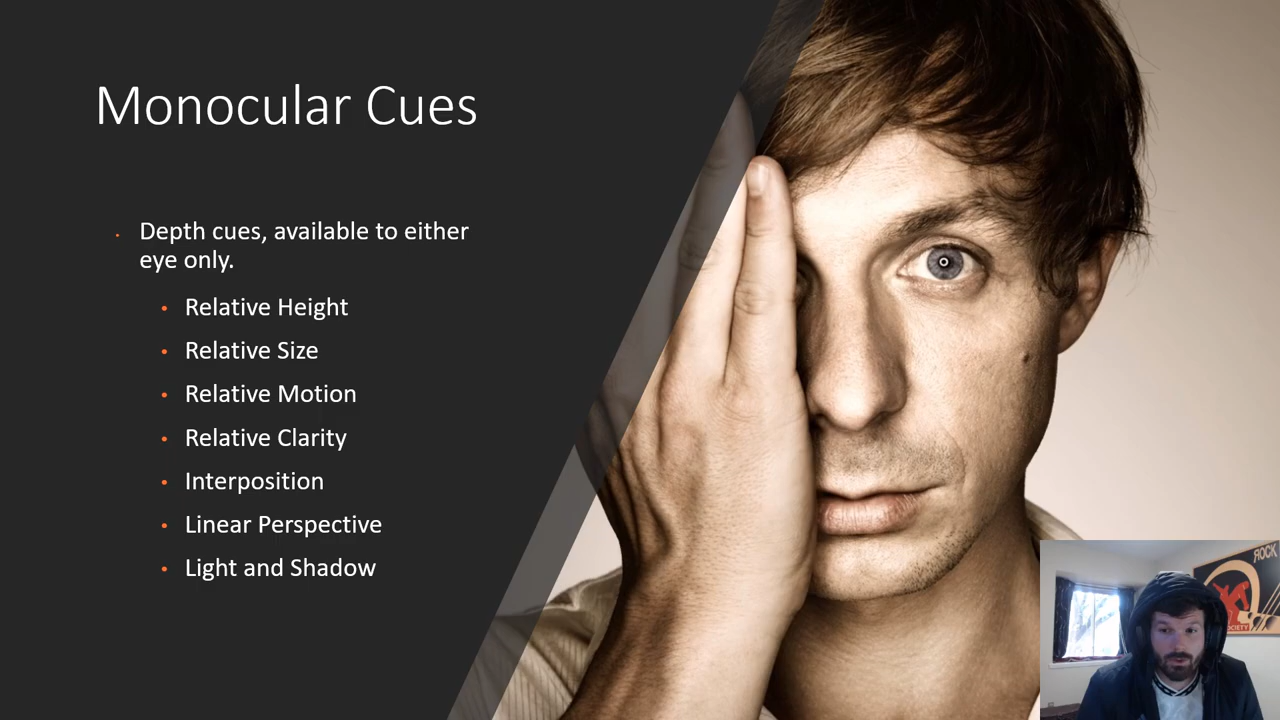 Monocular Cues
Depth cues, available to either
eye only.
Relative Height
Relative Size
Relative Motion
Relative Clarity
Interposition
Linear Perspective
Light and Shadow
ROCK